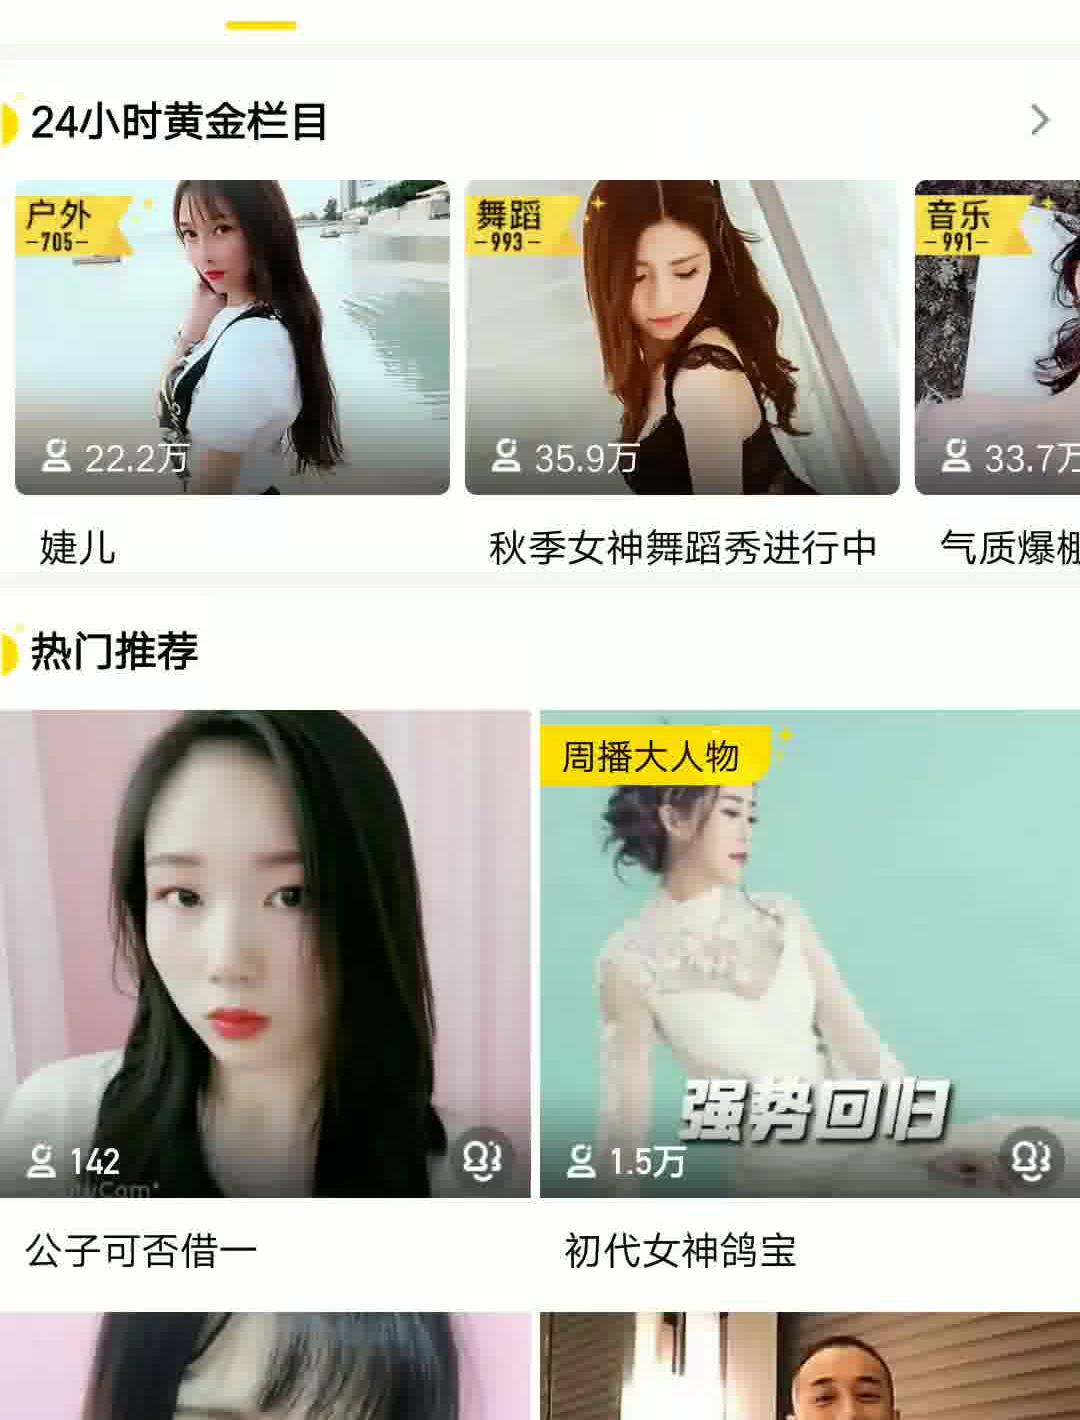 24小时黄金栏目
户外
-705-
舞蹈
-993-
音乐
-991-
22.2万
35.9万
33.7万
婕儿
秋季女神舞蹈秀进行中
气质爆棚
热门推荐
周播大人物
强势回归
142
1.5万
公子可否借一
初代女神鸽宝